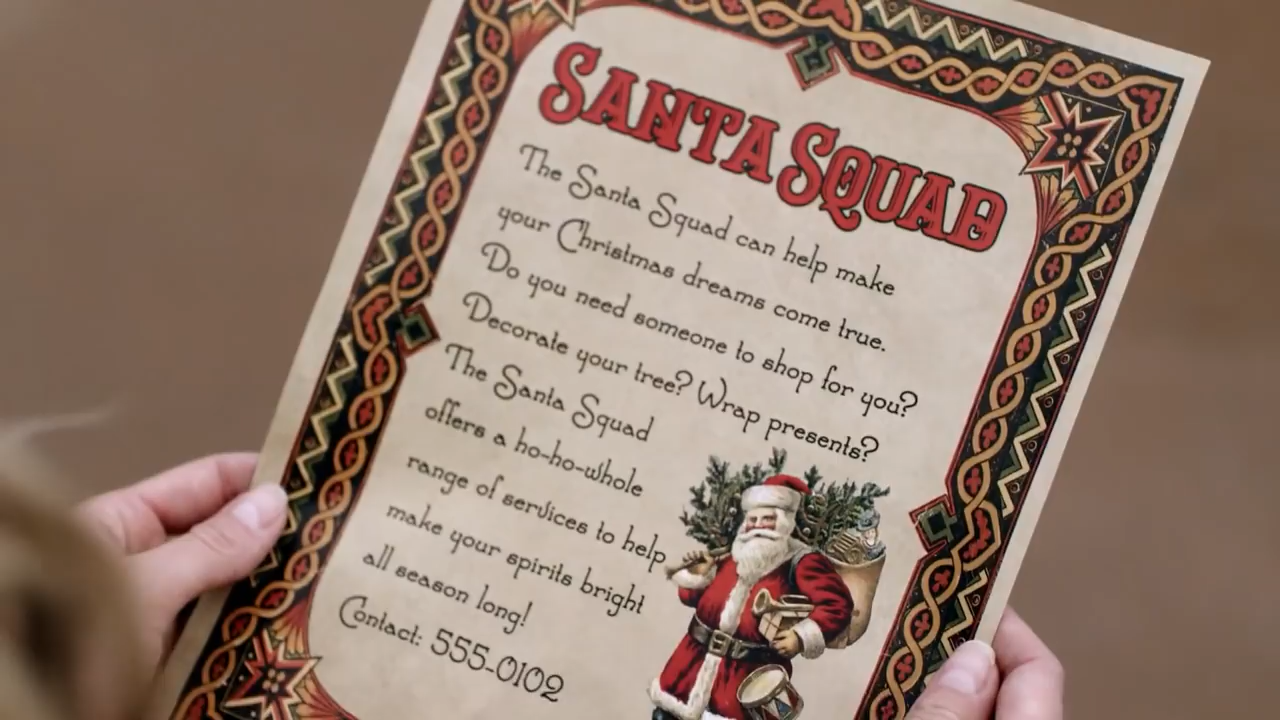 SANTA SQUAD
The Santa Squad can help make
your Christmas dreams come true.
Do you need someone to shop for you?
Decorate your tree? Wrap presents?
The Santa Squad
offers a ho-ho-whole
range of services to help
make your spirits bright
all season long!
Contact: 555-0102